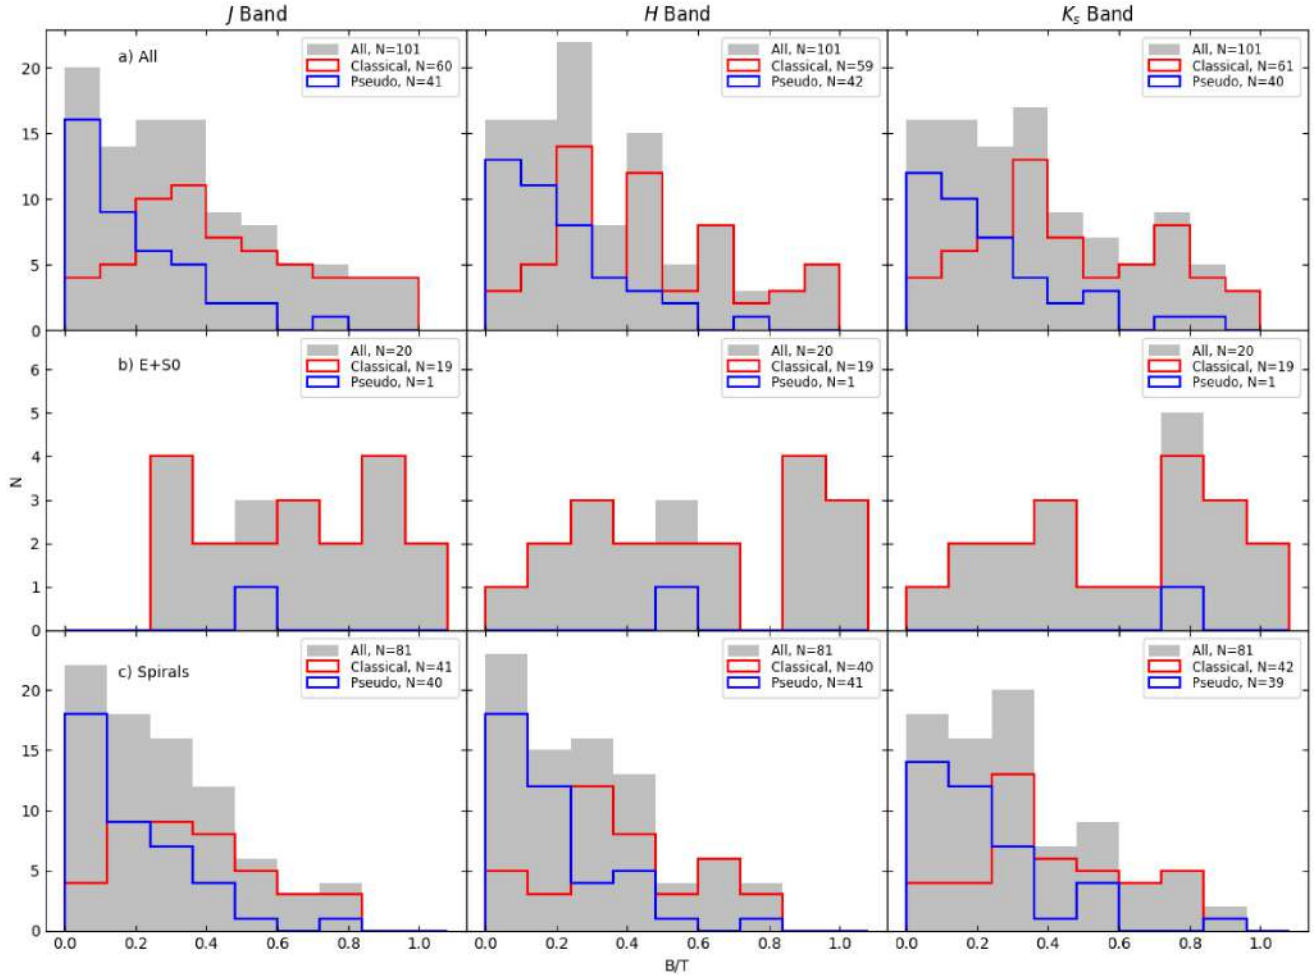 J Band
H Band
Ks Band
a) All
All, N=101
Classical, N=60
Pseudo, N=41
All, N=101
Classical, N=59
Pseudo, N=42
All, N=101
Classical, N=61
Pseudo, N=40
20
15
10
5
0
b) E+S0
All, N=20
Classical, N=19
Pseudo, N=1
All, N=20
Classical, N=19
Pseudo, N=1
All, N=20
Classical, N=19
Pseudo, N=1
6
5
4
3
2
1
0
N
c) Spirals
All, N=81
Classical, N=41
Pseudo, N=40
All, N=81
Classical, N=40
Pseudo, N=41
All, N=81
Classical, N=42
Pseudo, N=39
20
15
10
5
0
0.0 0.2 0.4 0.6 0.8 1.0
0.0 0.2 0.4 0.6 0.8 1.0
0.0 0.2 0.4 0.6 0.8 1.0
B/T